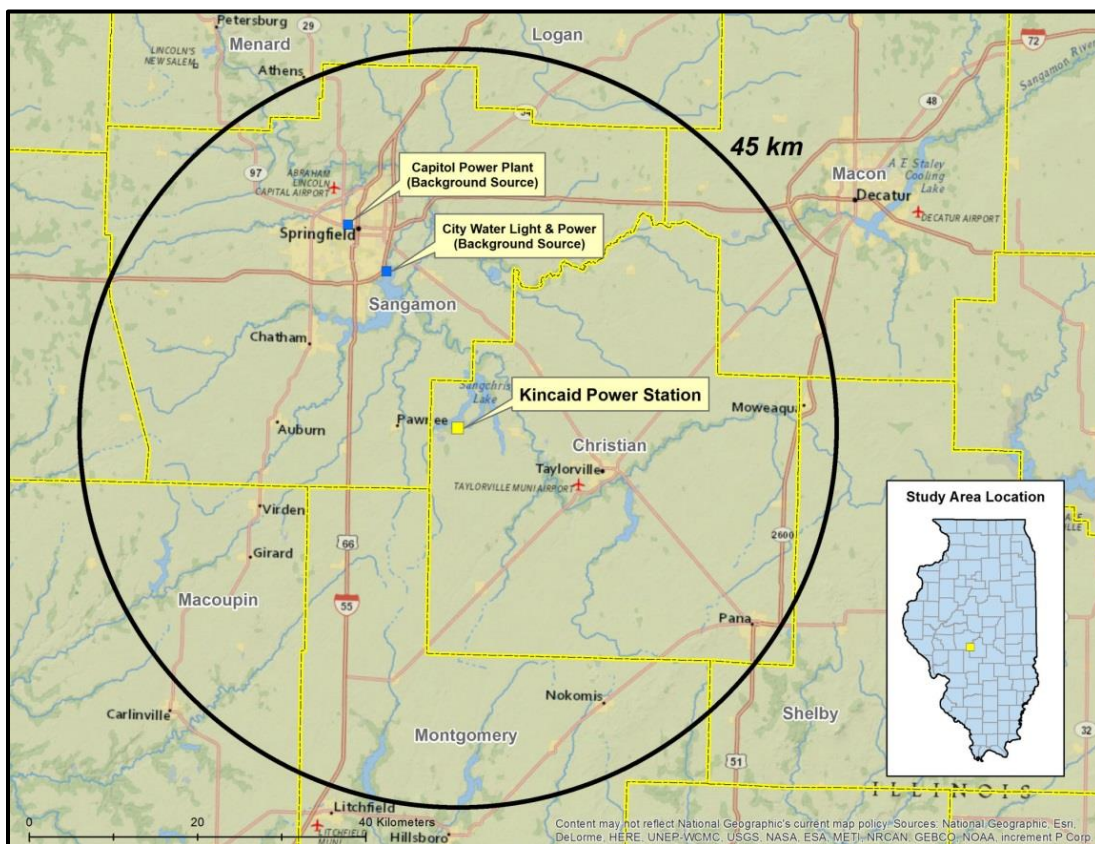 Petersburg
29
Menard
LINCOLN'S
NEW SALEM
Athens
Logan
72
Sangamon River
48
45 km
97
ABRAHAM
LINCOLN
CAPITAL AIRPORT
Capitol Power Plant
(Background Source)
A. E. Staley
Cooling
Lake
Macon
Decatur
DECATUR AIRPORT
Springfield
City Water Light & Power
(Background Source)
Sangamon
Chatham
Sangchris
Lake
Kincaid Power Station
Pawnee
Moweaqua
Auburn
Christian
Taylorville
TAYLORVILLE MUNI AIRPORT
Virden
Girard
66
2600
55
Macoupin
Pana
Study Area Location
Nokomis
Carlinville
Shelby
Montgomery
32
51
ILLINOIS
Litchfield
LITCHFIELD
MUNI
Hillsboro
0 20 40 Kilometers
Content may not reflect National Geographic's current map policy. Sources: National Geographic, Esri,
DeLorme, HERE, UNEP-WCMC, USGS, NASA, ESA, METI, NRCAN, GEBCO, NOAA, increment P Corp.